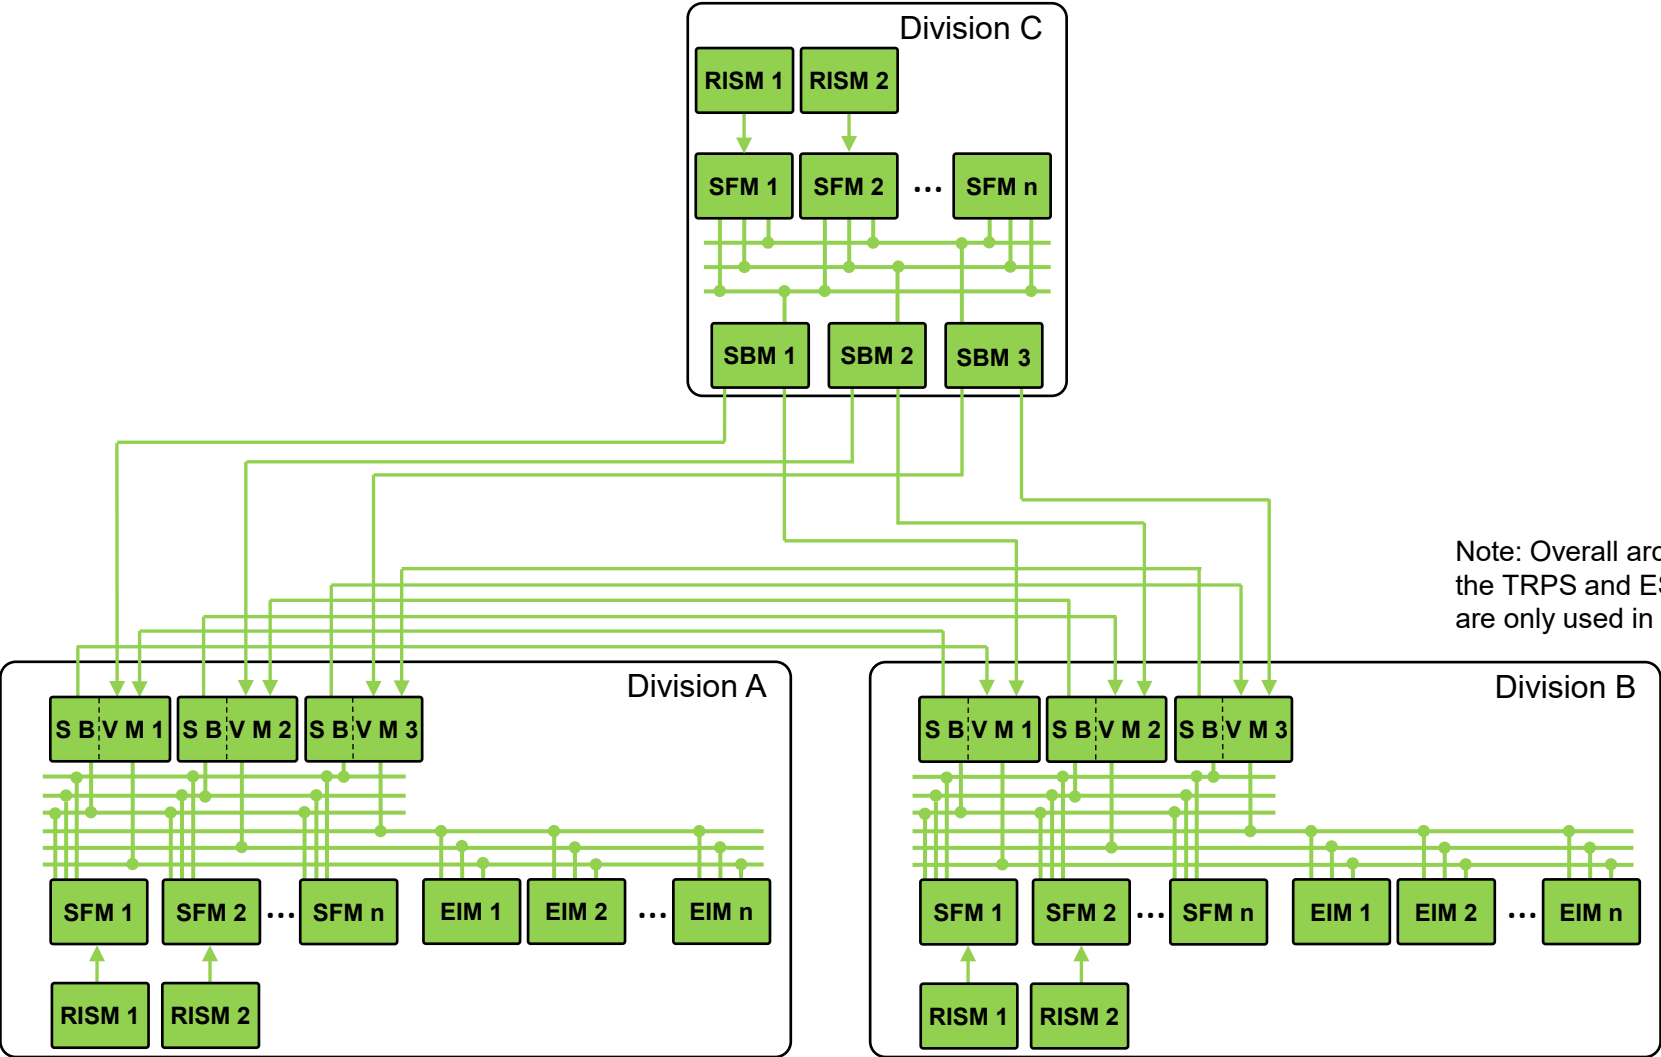 Division C
RISM 1 RISM 2
SFM 1 SFM 2 ... SFM n
SBM 1 SBM 2 SBM 3
Note: Overall
the TRPS and
are only used in
Division A
S B V M 1 S B V M 2 S B V M 3
SFM 1 SFM 2 ... SFM n EIM 1 EIM 2 ... EIM n
RISM 1 RISM 2
Division B
S B V M 1 S B V M 2 S B V M 3
SFM 1 SFM 2 ... SFM n EIM 1 EIM 2 ... EIM n
RISM 1 RISM 2